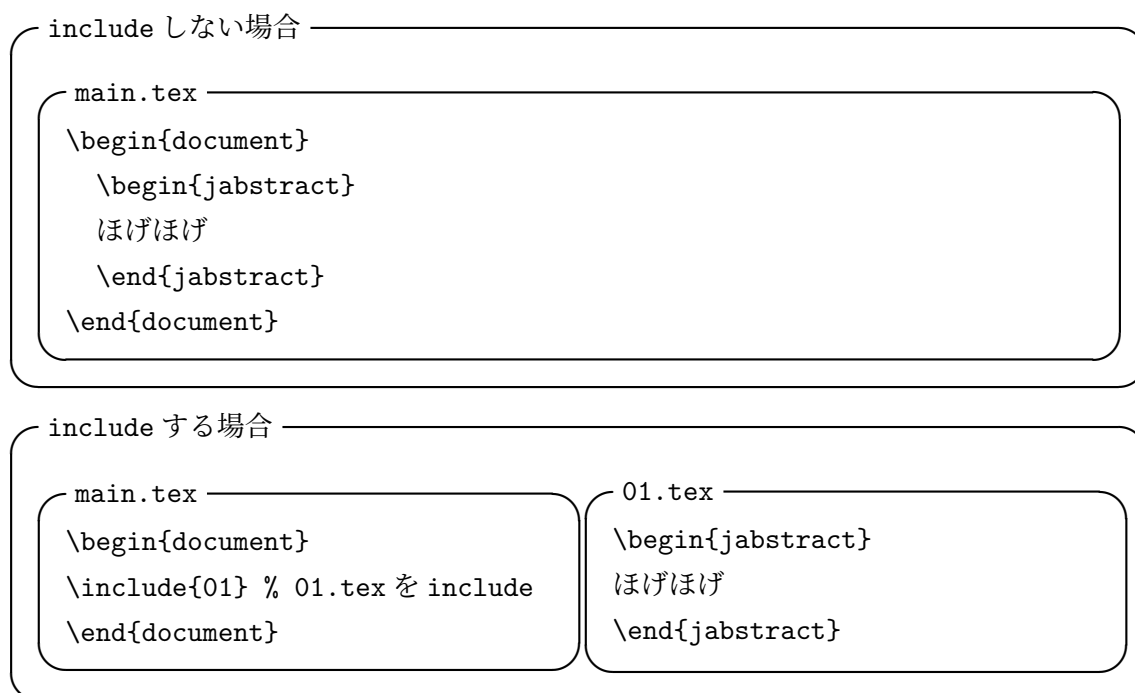 include しない場合
main.tex
\begin{document}
\begin{jabstract}
ほげほげ
\end{jabstract}
\end{document}
include する場合
main.tex
\begin{document}
\include{01} % 01.tex を include
\end{document}
01.tex
\begin{jabstract}
ほげほげ
\end{jabstract}